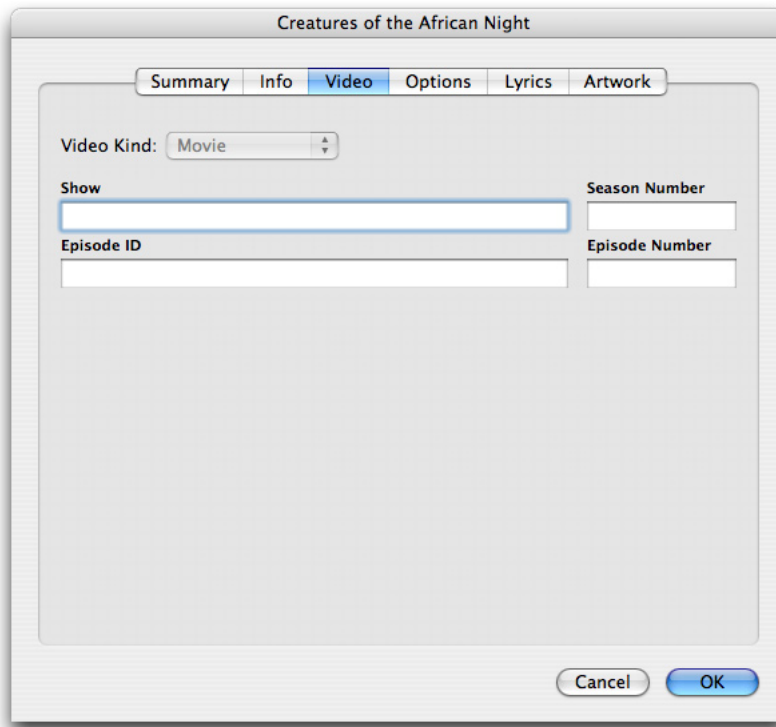 Creatures of the African Night
Summary Info Video Options Lyrics Artwork
Video Kind: Movie
Show Season Number
Episode ID Episode Number
Cancel OK